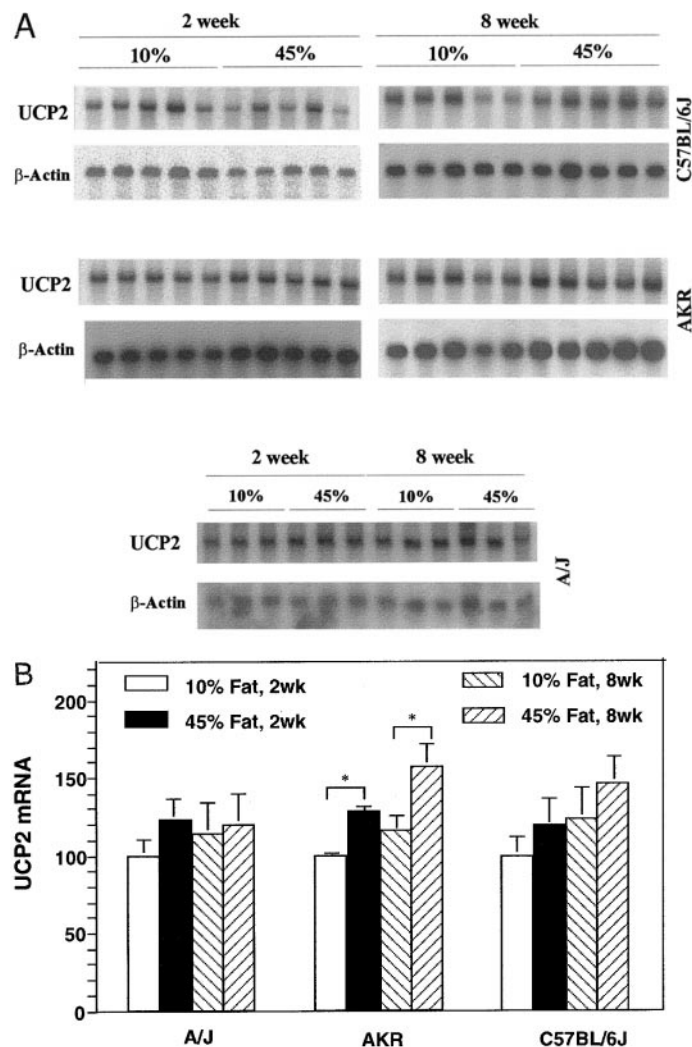 A
2 week 8 week
10% 45% 10% 45%
UCP2
β-Actin
C57BL/6J
UCP2
β-Actin
AKR
2 week 8 week
10% 45% 10% 45%
UCP2
β-Actin
A/J
B
10% Fat, 2wk 10% Fat, 8wk
45% Fat, 2wk 45% Fat, 8wk
* *
UCP2 mRNA
200
150
100
50
0
A/J AKR C57BL/6J